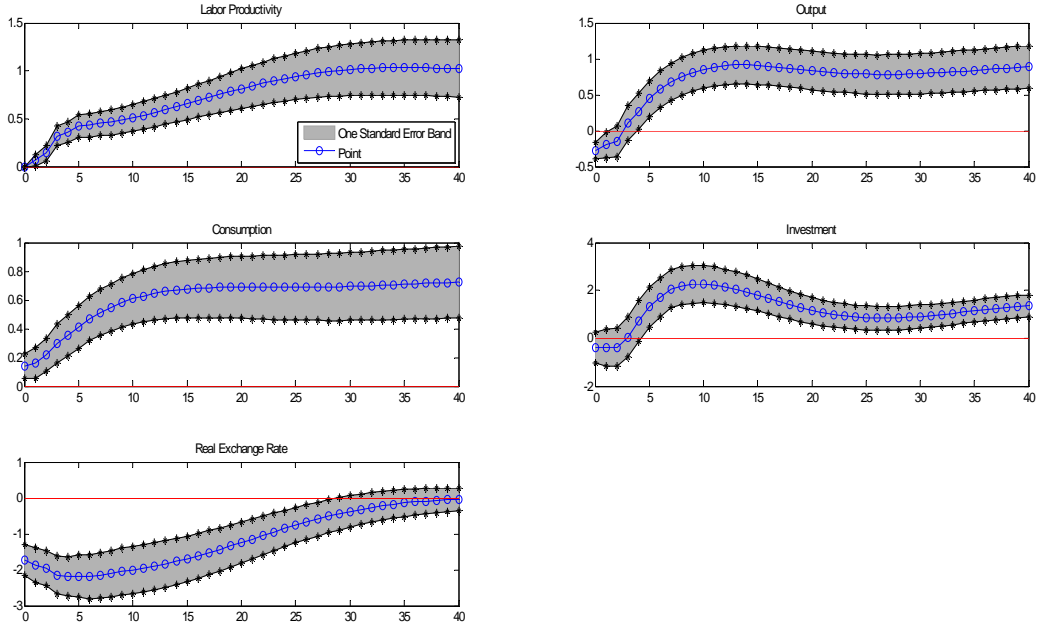 Labor Productivity
1.5
1
0.5
0
0 5 10 15 20 25 30 35 40
One Standard Error Band
Point
Output
1.5
1
0.5
0
-0.5
0 5 10 15 20 25 30 35 40
Consumption
1
0.8
0.6
0.4
0.2
0
0 5 10 15 20 25 30 35 40
Investment
4
2
0
-2
0 5 10 15 20 25 30 35 40
Real Exchange Rate
1
0
-1
-2
-3
0 5 10 15 20 25 30 35 40